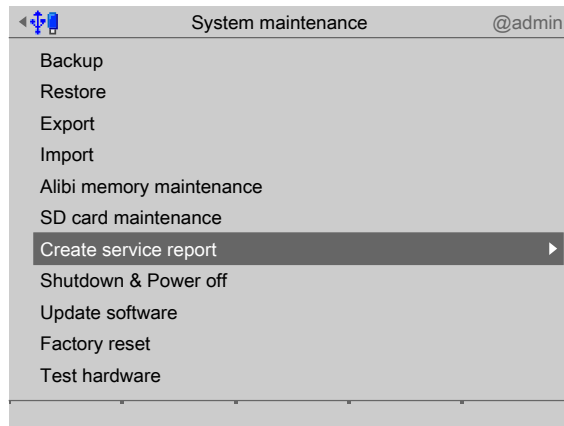 System maintenance @admin
Backup
Restore
Export
Import
Alibi memory maintenance
SD card maintenance
Create service report
Shutdown & Power off
Update software
Factory reset
Test hardware